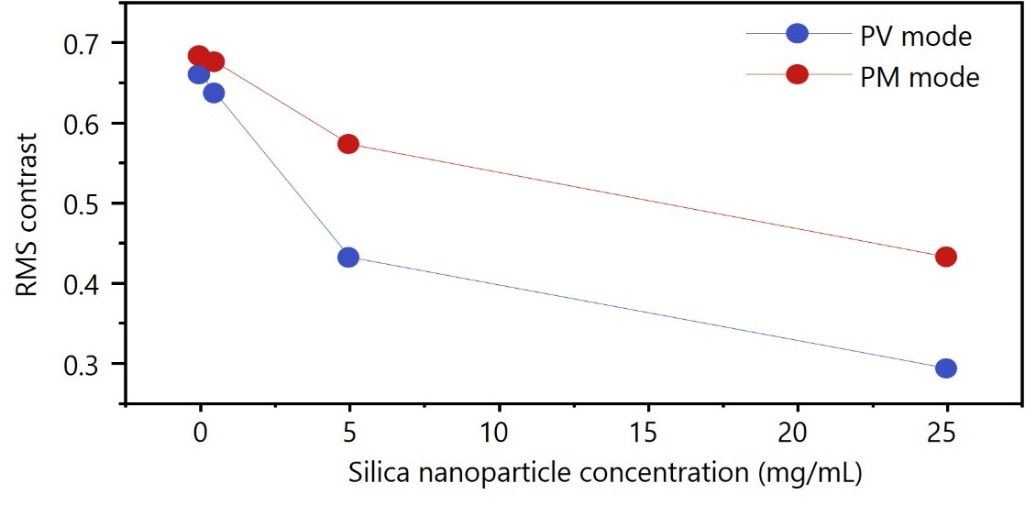 PV mode
PM mode
RMS contrast
0.7
0.6
0.5
0.4
0.3
0 5 10 15 20 25
Silica nanoparticle concentration (mg/mL)